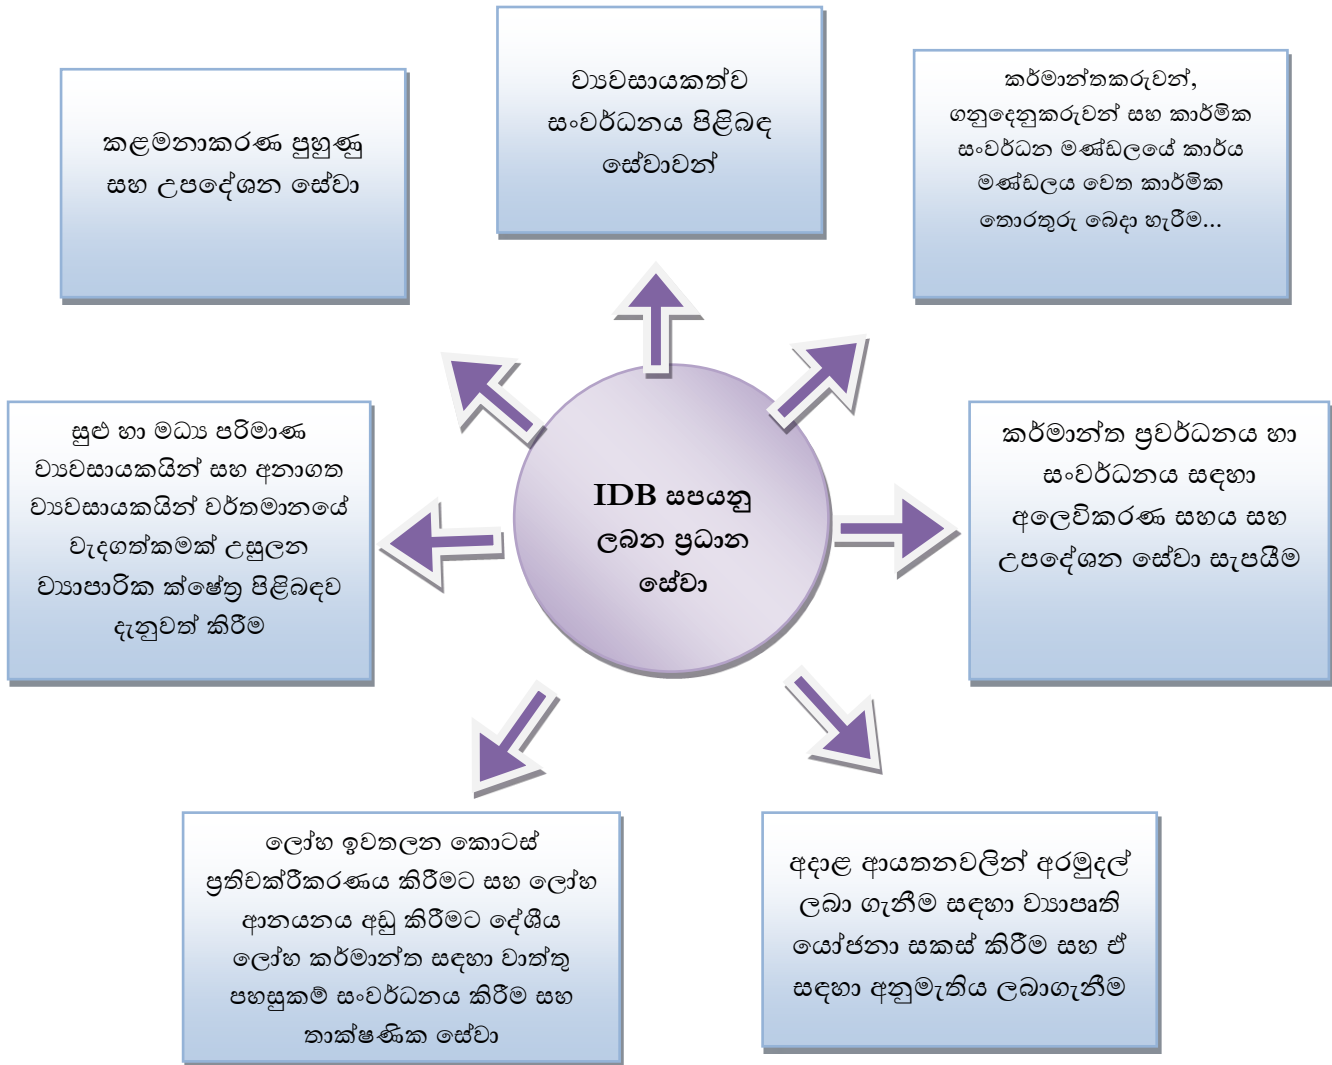 ව්‍යවසායකත්ව
සංවර්ධනය පිළිබඳ
සේවාවන්
කළමනාකරණ පුහුණු
සහ උපදේශන සේවා
කර්මාන්තකරුවන්,
ගනුදෙනුකරුවන් සහ කාර්මික
සංවර්ධන මණ්ඩලයේ කාර්ය
මණ්ඩලය වෙත කාර්මික
තොරතුරු බෙදා හැරීම...
සුළු හා මධ්‍ය පරිමාණ
ව්‍යවසායකයින් සහ අනාගත
ව්‍යවසායකයින් වර්තමානයේ
වැදගත්කමක් උසුලන
ව්‍යාපාරික ක්ෂේත්‍ර පිළිබඳව
දැනුවත් කිරීම
IDB සපයනු
ලබන ප්‍රධාන
සේවා
කර්මාන්ත ප්‍රවර්ධනය හා
සංවර්ධනය සඳහා
අලෙවිකරණ සහය සහ
උපදේශන සේවා සැපයීම
ලෝහ ඉවතලන කොටස්
ප්‍රතිචක්රීකරණය කිරීමට සහ ලෝහ
ආනයනය අඩු කිරීමට දේශීය
ලෝහ කර්මාන්ත සඳහා වාත්තු
පහසුකම් සංවර්ධනය කිරීම සහ
තාක්ෂණික සේවා
අදාළ ආයතනවලින් අරමුදල්
ලබා ගැනීම සඳහා ව්‍යාපෘති
යෝජනා සකස් කිරීම සහ ඒ
සඳහා අනුමැතිය ලබාගැනීම